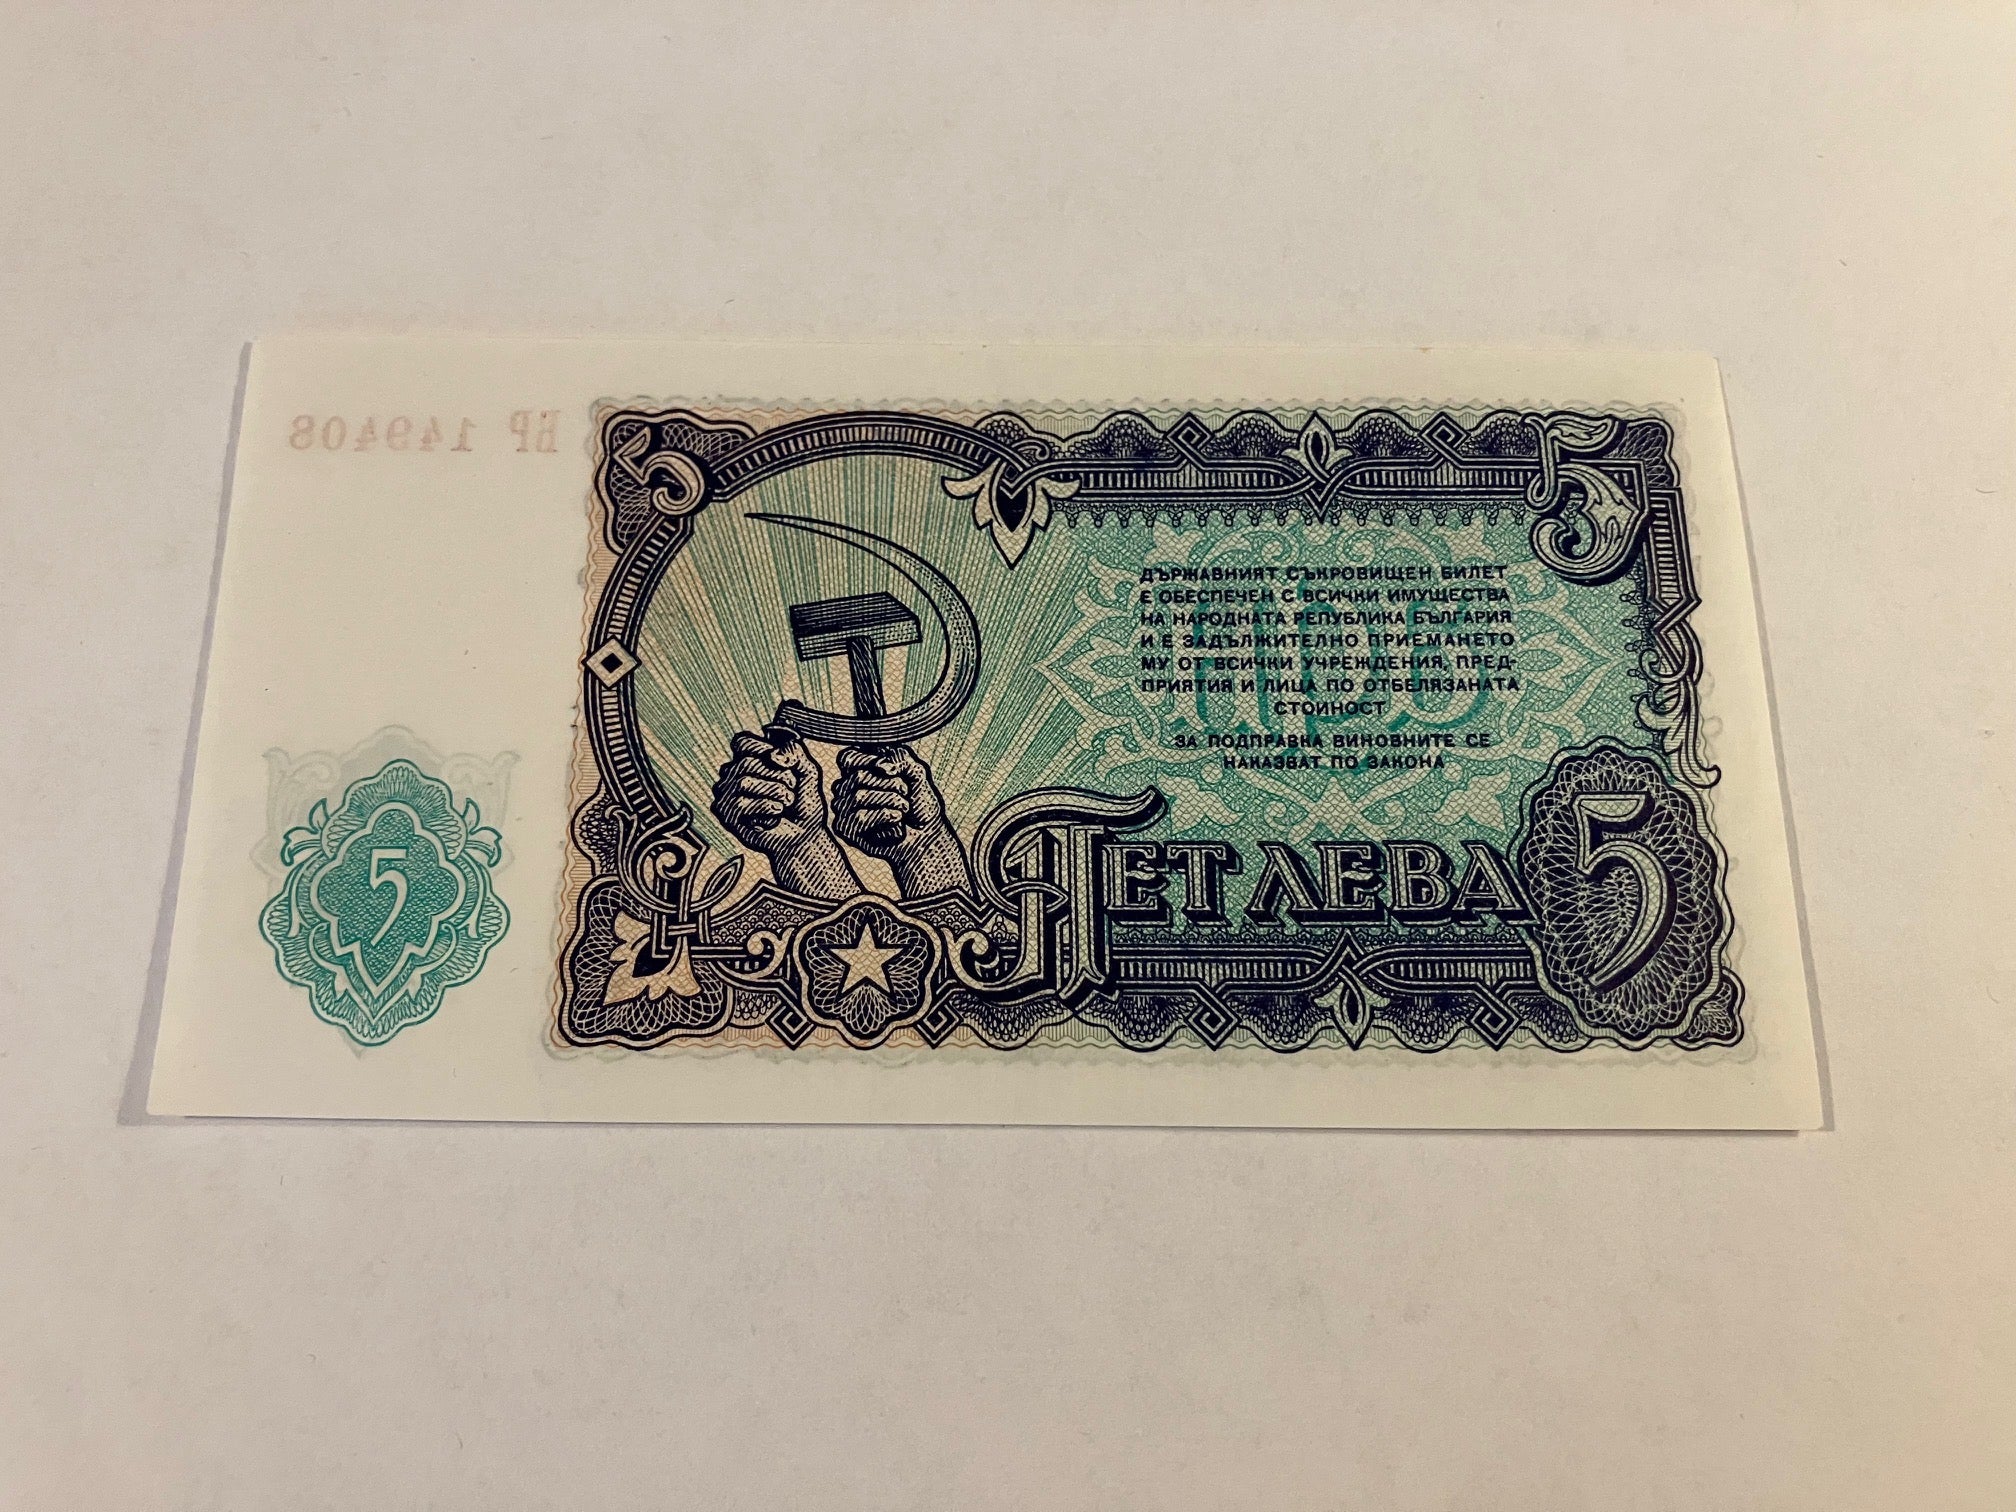 БР 149408
5
5
ДЪРЖАВНИЯТ СЪКРОВИЩЕН БИЛЕТ
Е ОБЕСПЕЧЕН С ВСИЧКИ ИМУЩЕСТВА
НА НАРОДНАТА РЕПУБЛИКА БЪЛГАРИЯ
И Е ЗАДЪЛЖИТЕЛНО ПРИЕМАНЕТО
МУ ОТ ВСИЧКИ УЧРЕЖДЕНИЯ, ПРЕД-
ПРИЯТИЯ И ЛИЦА ПО ОТБЕЛЯЗАНАТА
СТОЙНОСТ
ЗА ПОДПРАВКА ВИНОВНИТЕ СЕ
НАКАЗВАТ ПО ЗАКОНА
5
ПЕТ ЛЕВА
5